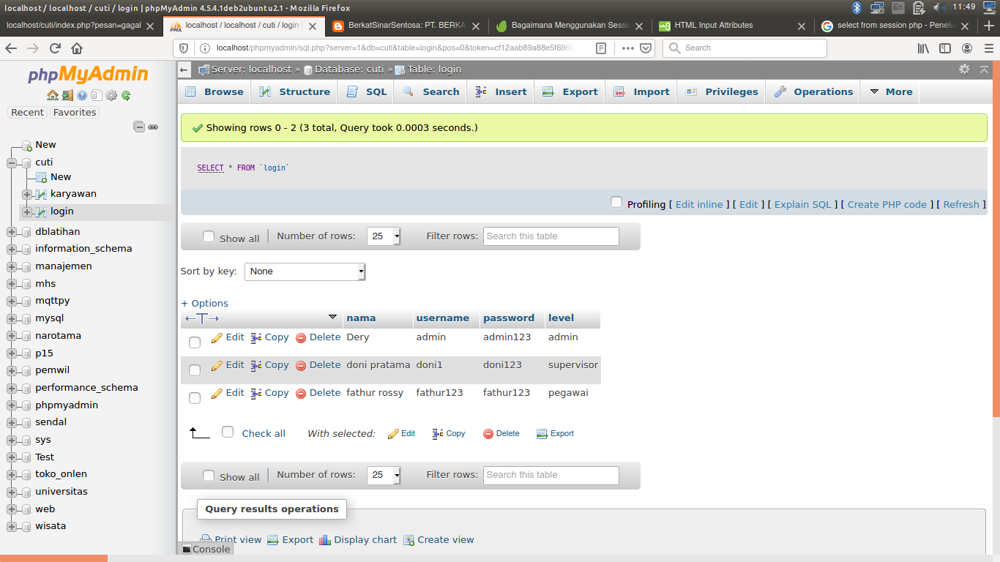 localhost / localhost / cuti / login | phpMyAdmin 4.5.4.1deb2ubuntu2.1 - Mozilla Firefox
En
11:49
localhost/cuti/index.php?pesan=gagal
localhost / localhost / cuti / login
BerkatSinarSentosa: PT. BERKA
Bagaimana Menggunakan Sessi
HTML Input Attributes
select from session php - Penelu
localhost/phpmyadmin/sql.php?server=1&db=cuti&table=login&pos=0&token=cf12aab89a88e5f696
Search
phpMyAdmin
Recent Favorites
New
cuti
New
karyawan
login
dblatihan
information_schema
manajemen
mhs
mqttpy
mysql
narotama
p15
pemwil
performance_schema
phpmyadmin
sendal
sys
Test
toko_onlen
universitas
web
wisata
Server: localhost » Database: cuti » Table: login
Browse Structure SQL Search Insert Export Import Privileges Operations More
Showing rows 0 - 2 (3 total, Query took 0.0003 seconds.)
SELECT * FROM `login`
Profiling [ Edit inline ] [ Edit ] [ Explain SQL ] [ Create PHP code ] [ Refresh ]
Show all Number of rows: 25 Filter rows: Search this table
Sort by key: None
+ Options
nama username password level
Edit Copy Delete Dery admin admin123 admin
Edit Copy Delete doni pratama doni1 doni123 supervisor
Edit Copy Delete fathur rossy fathur123 fathur123 pegawai
Check all With selected: Edit Copy Delete Export
Show all Number of rows: 25 Filter rows: Search this table
Query results operations
Print view Export Display chart Create view
Console